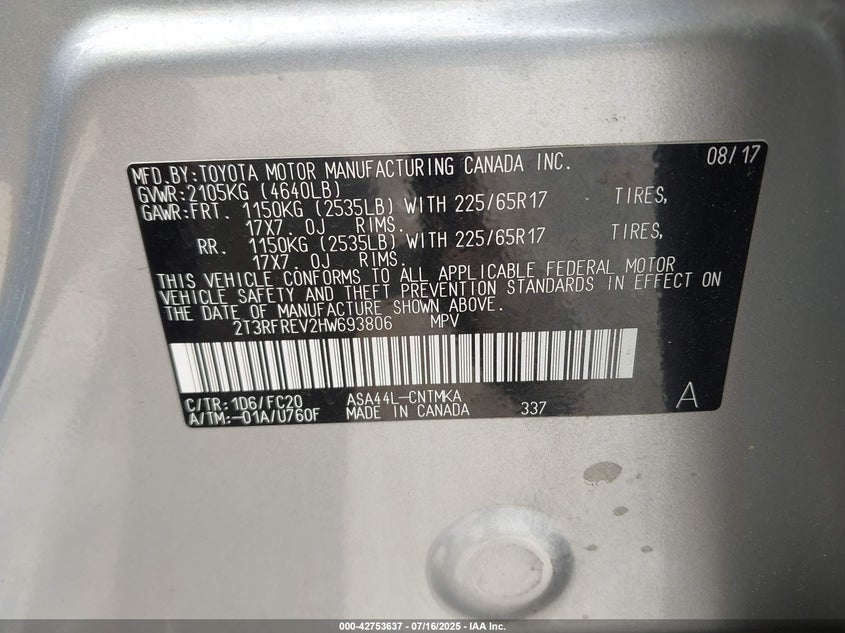 MFD.BY:TOYOTA MOTOR MANUFACTURING CANADA INC. 08/17
GVWR:2105KG (4640LB)
GAWR:FRT. 1150KG (2535LB) WITH 225/65R17 TIRES,
17X7.0J RIMS.
RR. 1150KG (2535LB) WITH 225/65R17 TIRES,
17X7.0J RIMS.
THIS VEHICLE CONFORMS TO ALL APPLICABLE FEDERAL MOTOR
VEHICLE SAFETY AND THEFT PREVENTION STANDARDS IN EFFECT ON
THE DATE OF MANUFACTURE SHOWN ABOVE.
2T3RFREV2HW693806 MPV
C/TR:1D6/FC20 ASA44L-CNTMKA
A/TM:-01A/U760F MADE IN CANADA 337 A
000-42753637 - 07/16/2025 - IAA Inc.